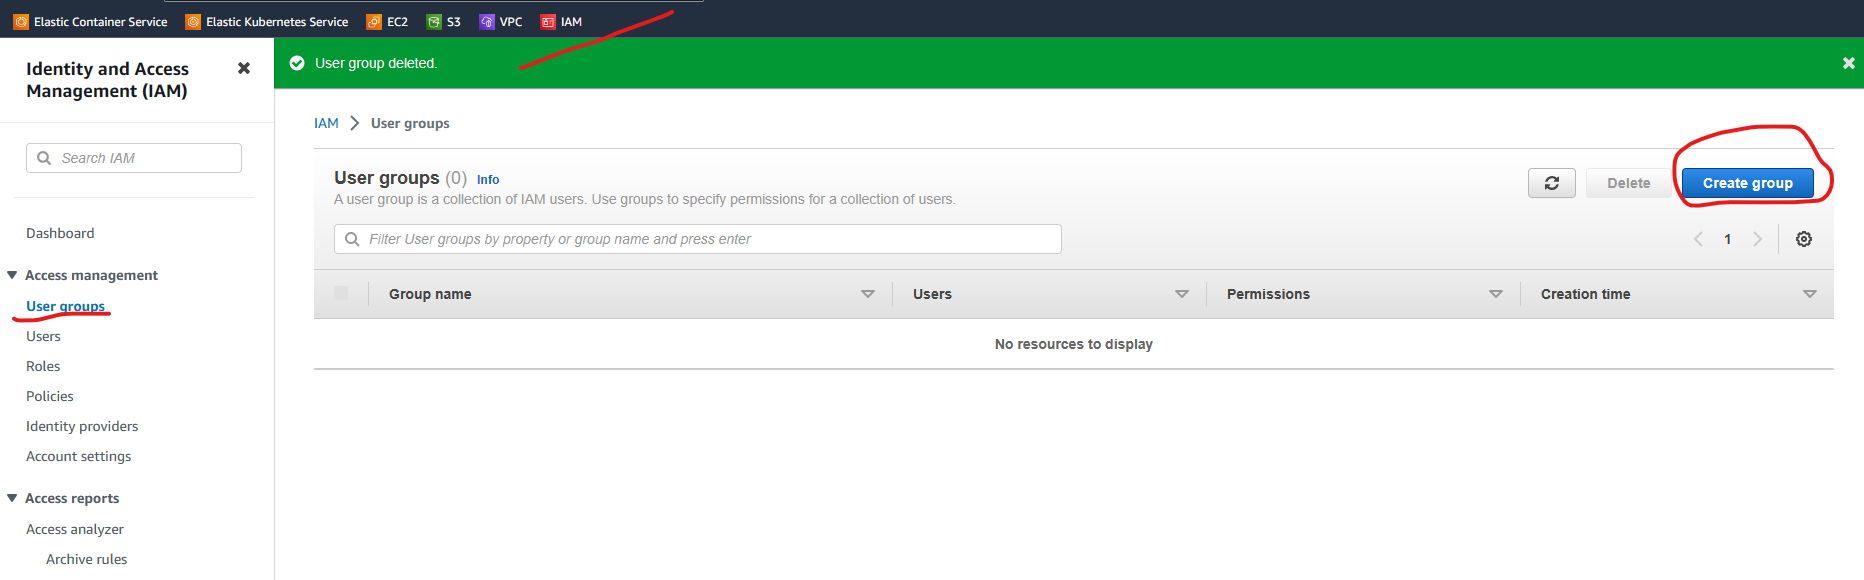 Elastic Container Service Elastic Kubernetes Service EC2 S3 VPC IAM
Identity and Access
Management (IAM)
User group deleted.
Search IAM
Dashboard
Access management
User groups
Users
Roles
Policies
Identity providers
Account settings
Access reports
Access analyzer
Archive rules
IAM User groups
User groups (0) Info
A user group is a collection of IAM users. Use groups to specify permissions for a collection of users.
Delete Create group
Filter User groups by property or group name and press enter
1
Group name Users Permissions Creation time
No resources to display